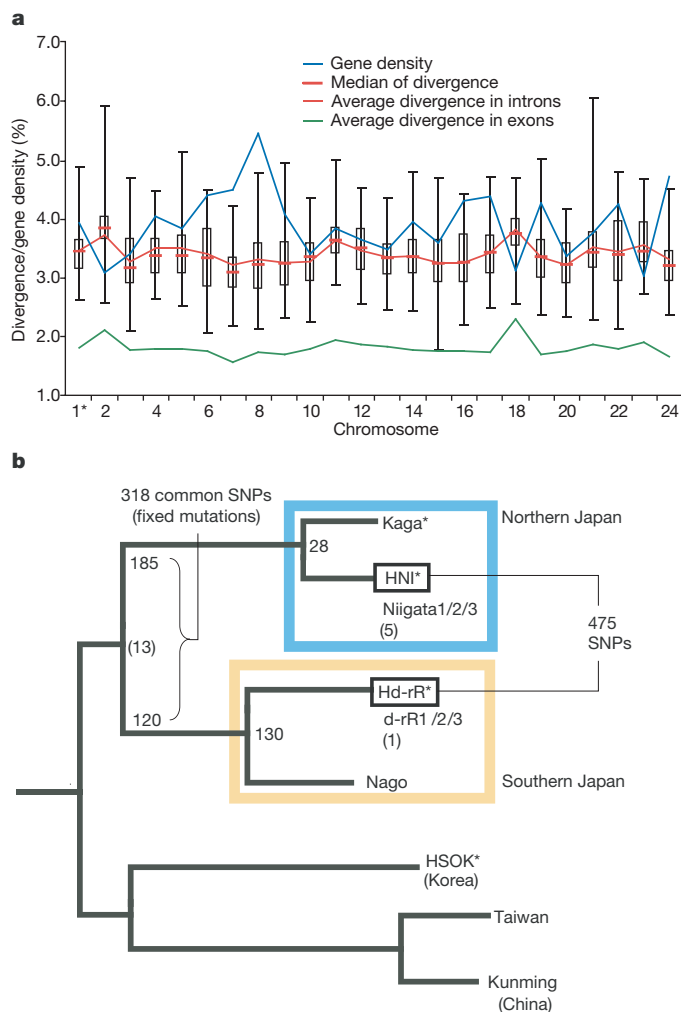 a
7.0
6.0
5.0
4.0
3.0
2.0
1.0
Divergence/gene density (%)
Gene density
Median of divergence
Average divergence in introns
Average divergence in exons
1* 2 4 6 8 10 12 14 16 18 20 22 24
Chromosome
b
318 common SNPs
(fixed mutations)
Kaga*
Northern Japan
28
185
HNI*
Niigata1/2/3
(5)
475
SNPs
(13)
Hd-rR*
120
d-rR1 /2/3
(1)
130
Nago
Southern Japan
HSOK*
(Korea)
Taiwan
Kunming
(China)